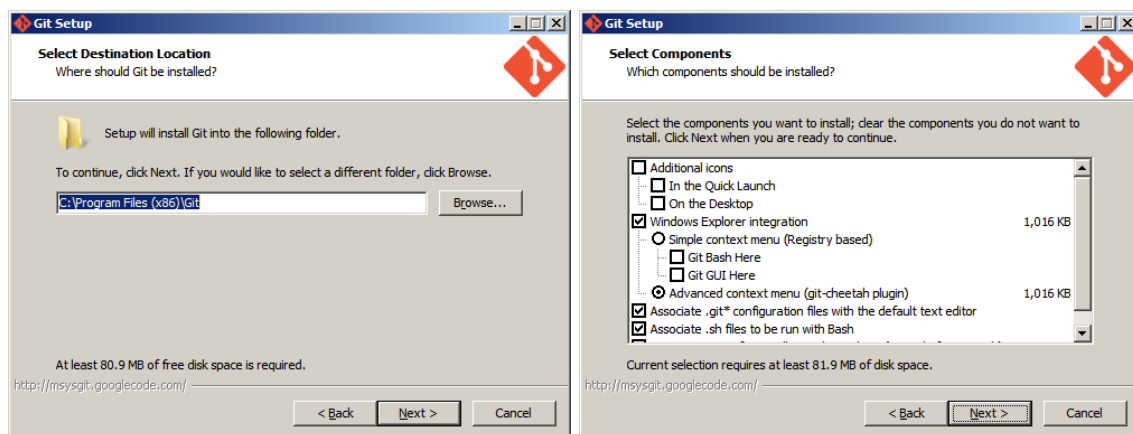 Git Setup
Select Destination Location
Where should Git be installed?
Setup will install Git into the following folder.
To continue, click Next. If you would like to select a different folder, click Browse.
C:\Program Files (x86)\Git
Browse...
At least 80.9 MB of free disk space is required.
http://msysgit.googlecode.com/
< Back
Next >
Cancel
Git Setup
Select Components
Which components should be installed?
Select the components you want to install; clear the components you do not want to
install. Click Next when you are ready to continue.
Additional icons
In the Quick Launch
On the Desktop
Windows Explorer integration 1,016 KB
Simple context menu (Registry based)
Git Bash Here
Git GUI Here
Advanced context menu (git-cheetah plugin) 1,016 KB
Associate .git* configuration files with the default text editor
Associate .sh files to be run with Bash
Current selection requires at least 81.9 MB of disk space.
http://msysgit.googlecode.com/
< Back
Next >
Cancel